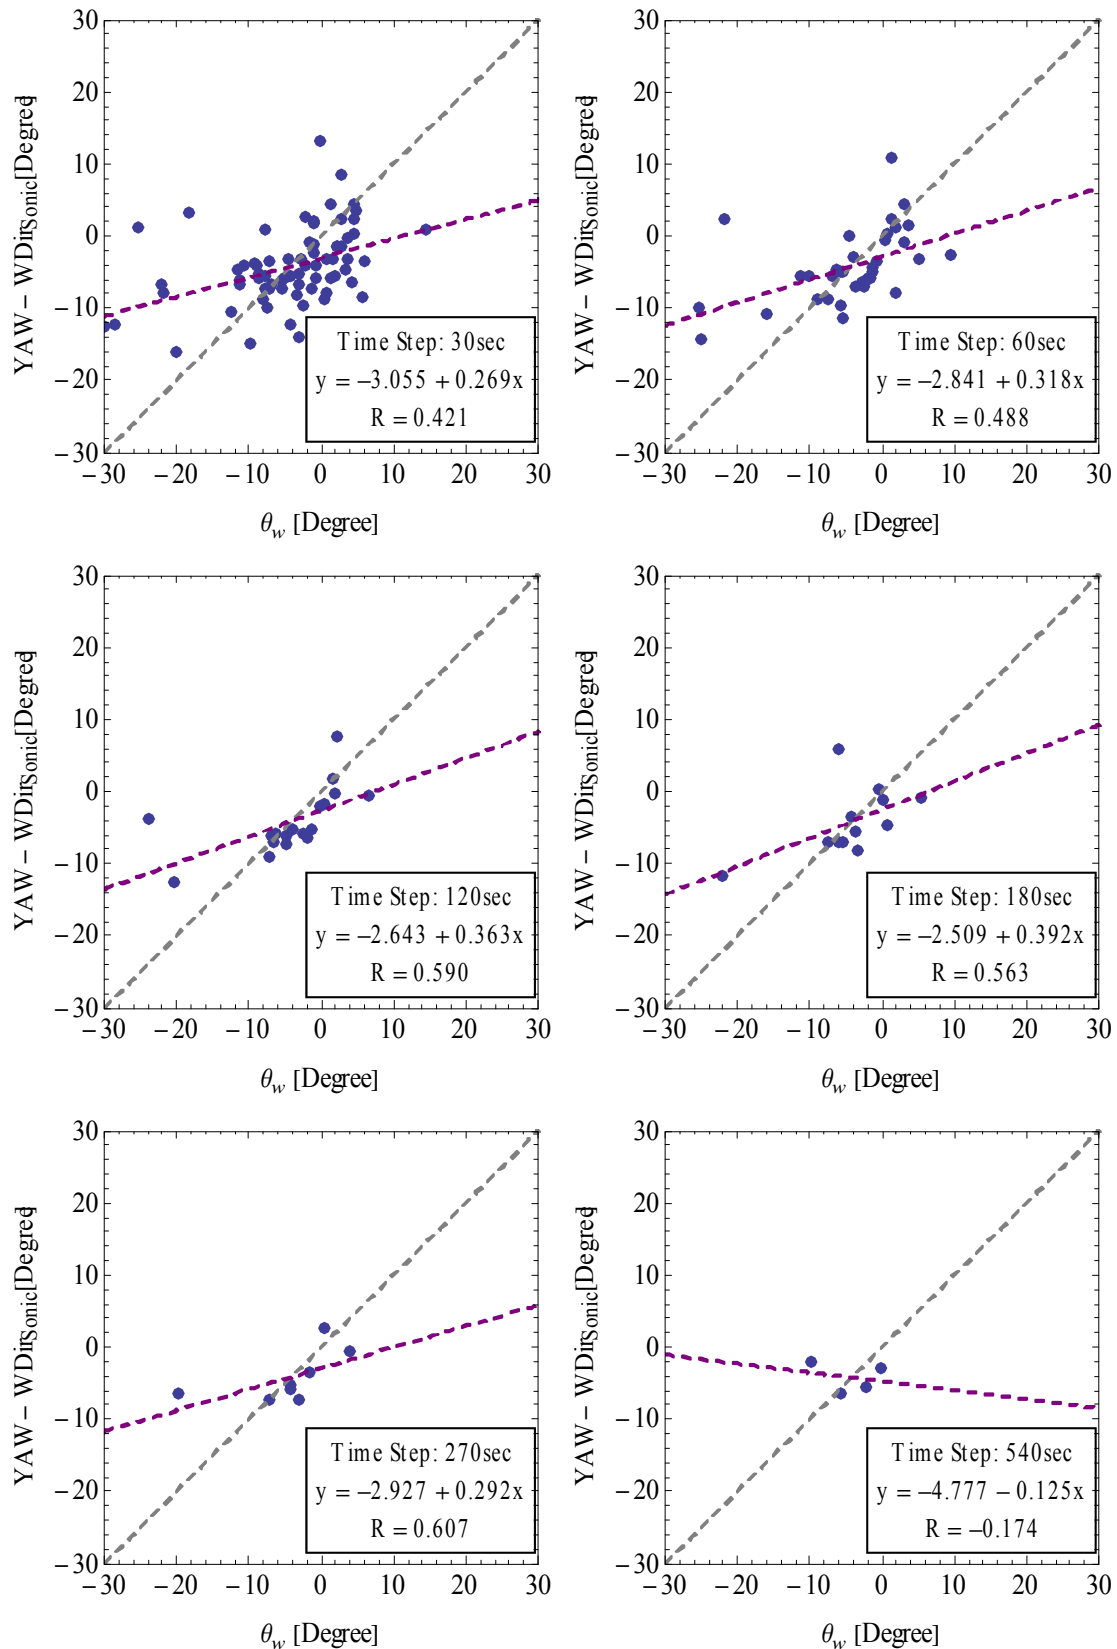 30
20
10
0
−10
−20
−30
YAW − WDirSonic[Degree]
Time Step: 30sec
y = −3.055 + 0.269x
R = 0.421
−30 −20 −10 0 10 20 30
θw [Degree]
30
20
10
0
−10
−20
−30
YAW − WDirSonic[Degree]
Time Step: 60sec
y = −2.841 + 0.318x
R = 0.488
−30 −20 −10 0 10 20 30
θw [Degree]
30
20
10
0
−10
−20
−30
YAW − WDirSonic[Degree]
Time Step: 120sec
y = −2.643 + 0.363x
R = 0.590
−30 −20 −10 0 10 20 30
θw [Degree]
30
20
10
0
−10
−20
−30
YAW − WDirSonic[Degree]
Time Step: 180sec
y = −2.509 + 0.392x
R = 0.563
−30 −20 −10 0 10 20 30
θw [Degree]
30
20
10
0
−10
−20
−30
YAW − WDirSonic[Degree]
Time Step: 270sec
y = −2.927 + 0.292x
R = 0.607
−30 −20 −10 0 10 20 30
θw [Degree]
30
20
10
0
−10
−20
−30
YAW − WDirSonic[Degree]
Time Step: 540sec
y = −4.777 − 0.125x
R = −0.174
−30 −20 −10 0 10 20 30
θw [Degree]